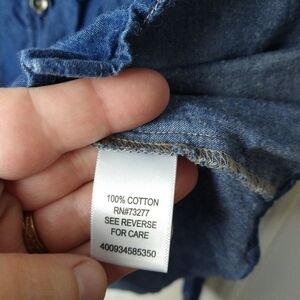 100% COTTON
RN#73277
SEE REVERSE
FOR CARE
400934585350